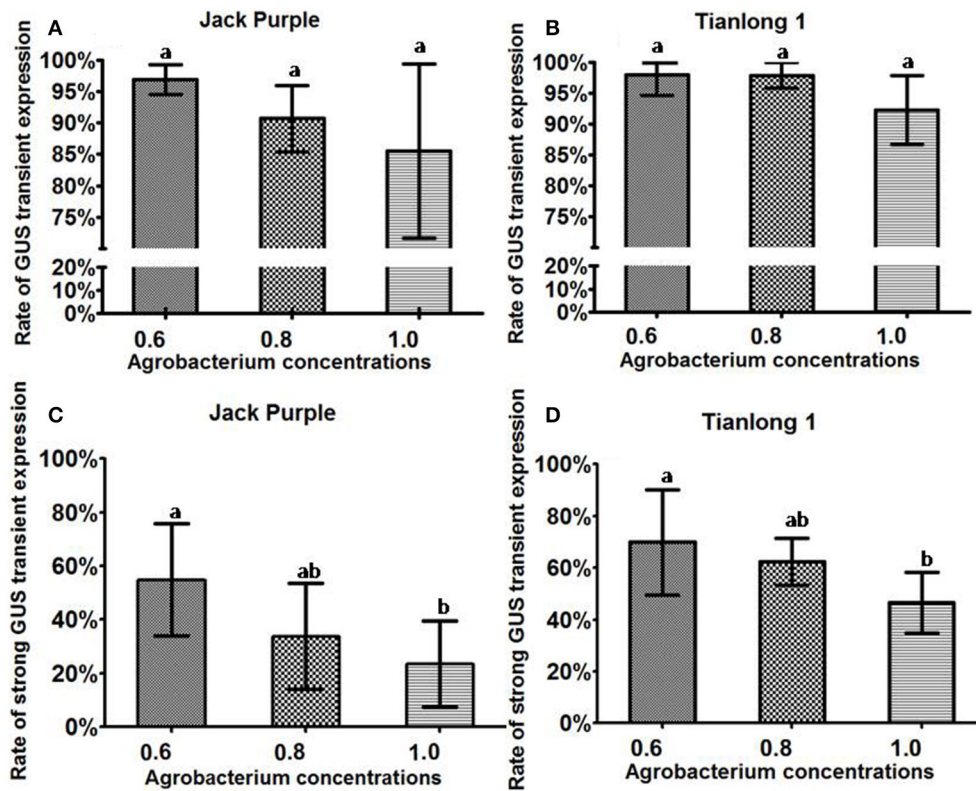 A
Jack Purple
Rate of GUS transient expression
100%
95%
90%
85%
80%
75%
20%
10%
0%
a
a
a
0.6
0.8
1.0
Agrobacterium concentrations
B
Tianlong 1
Rate of GUS transient expression
100%
95%
90%
85%
80%
75%
20%
10%
0%
a
a
a
0.6
0.8
1.0
Agrobacterium concentrations
C
Jack Purple
Rate of strong GUS transient expression
100%
80%
60%
40%
20%
0%
a
ab
b
0.6
0.8
1.0
Agrobacterium concentrations
D
Tianlong 1
Rate of strong GUS transient expression
100%
80%
60%
40%
20%
0%
a
ab
b
0.6
0.8
1.0
Agrobacterium concentrations